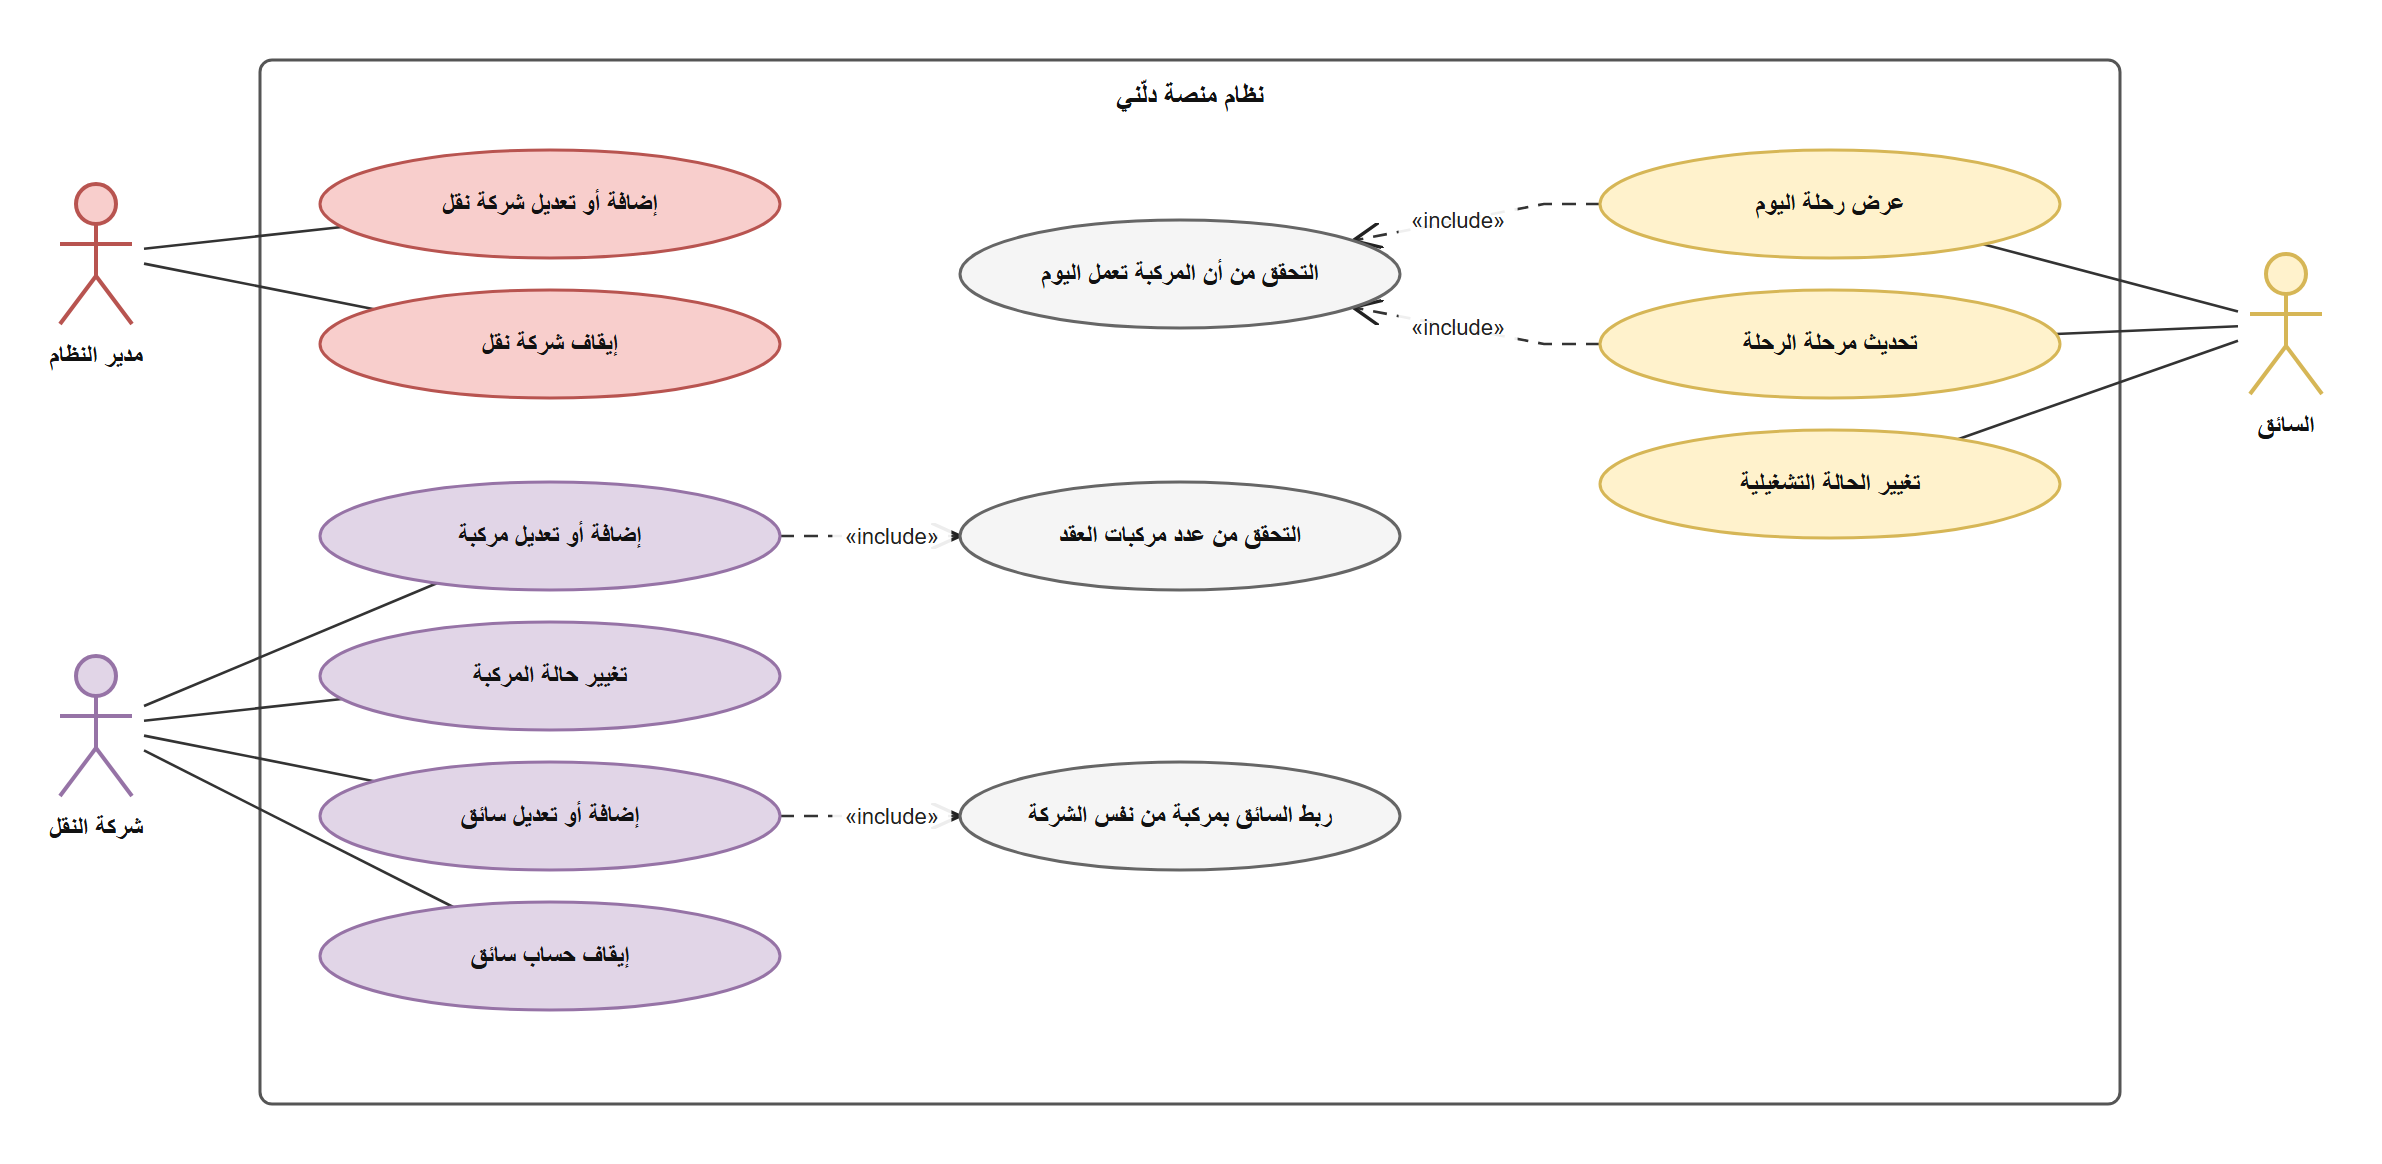 نظام منصة دلّني
إضافة أو تعديل شركة نقل
عرض رحلة اليوم
«include»
التحقق من أن المركبة تعمل اليوم
«include»
إيقاف شركة نقل
تحديث مرحلة الرحلة
مدير النظام
السائق
تغيير الحالة التشغيلية
إضافة أو تعديل مركبة
«include»
التحقق من عدد مركبات العقد
تغيير حالة المركبة
إضافة أو تعديل سائق
«include»
ربط السائق بمركبة من نفس الشركة
شركة النقل
إيقاف حساب سائق